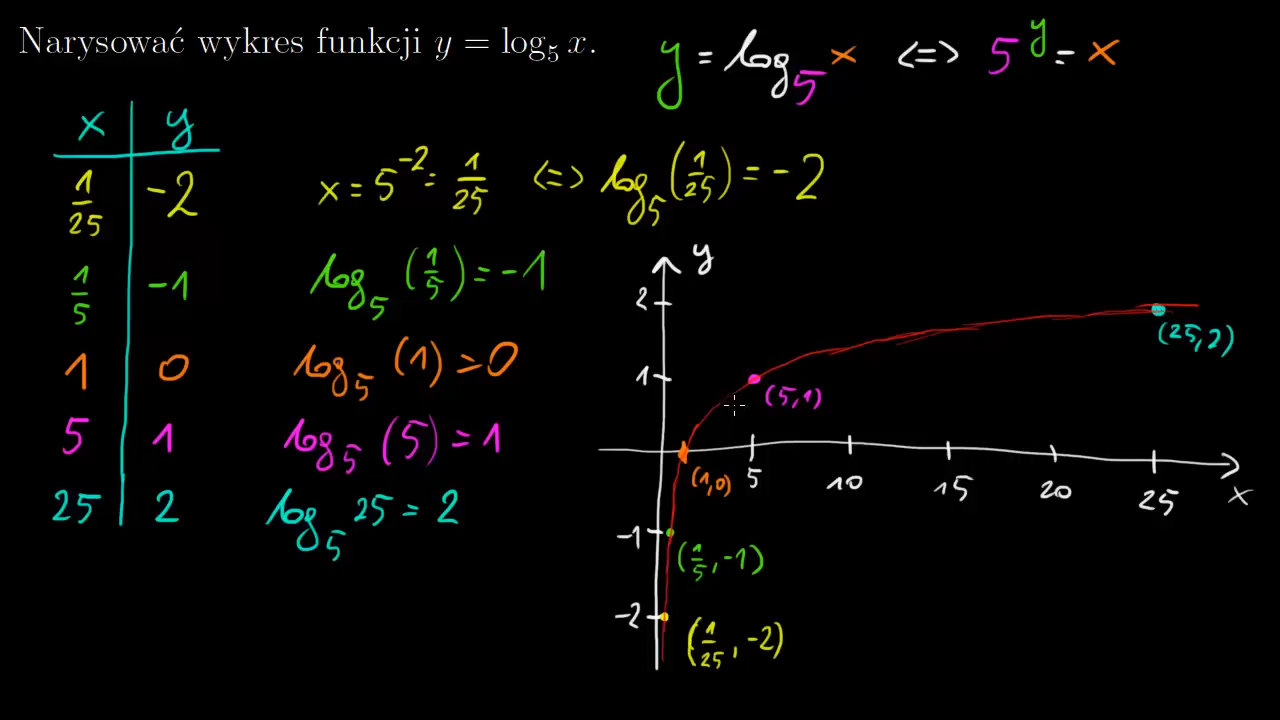 Narysować wykres funkcji y = log₅ x.
y = log₅ x <=> 5^y = x
x y
1/25 -2
x = 5^-2 = 1/25 <=> log₅(1/25) = -2
1/5 -1
log₅(1/5) = -1
1 0
log₅(1) = 0
5 1
log₅(5) = 1
25 2
log₅ 25 = 2
y
2
1
-1
-2
5 10 15 20 25
x
(25,2)
(5,1)
(1,0)
(1/5,-1)
(1/25,-2)